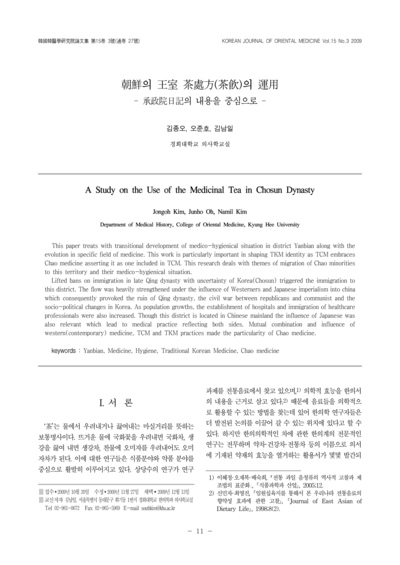 韓國韓醫學硏究院論文集 第15卷 3號(通卷 27號)
KOREAN JOURNAL OF ORIENTAL MEDICINE Vol.15 No.3 2009
朝鮮의 王室 茶處方(茶飮)의 運用
- 承政院日記의 내용을 중심으로 -
김종오, 오준호, 김남일
경희대학교 의사학교실
A Study on the Use of the Medicinal Tea in Chosun Dynasty
Jongoh Kim, Junho Oh, Namil Kim
Department of Medical History, College of Oriental Medicine, Kyung Hee University
This paper treats with transitional development of medico-hygienical situation in district Yanbian along with the
evolution in specific field of medicine. This work is particularly important in shaping TKM identity as TCM embraces
Chao medicine asserting it as one included in TCM. This research deals with themes of migration of Chao minorities
to this territory and their medico-hygienical situation.
Lifted bans on immigration in late Qing dynasty with uncertainty of Korea(Chosun) triggered the immigration to
this district. The flow was heavily strengthened under the influence of Westerners and Japanese imperialism into china
which consequently provoked the ruin of Qing dynasty, the civil war between republicans and communist and the
socio-political changes in Korea. As population growths, the establishment of hospitals and immigration of healthcare
professionals were also increased. Though this district is located in Chinese mainland the influence of Japanese was
also relevant which lead to medical practice reflecting both sides. Mutual combination and influence of
western(contemporary) medicine, TCM and TKM practices made the particularity of Chao medicine.
keywords : Yanbian, Medicine, Hygiene, Traditional Korean Medicine, Chao medicine
I. 서 론
‘茶’는 물에서 우려내거나 끓여내는 마실거리를 뜻하는
보통명사이다. 뜨거운 물에 국화꽃을 우려내면 국화차, 생
강을 끓여 내면 생강차, 찬물에 오미자를 우려내어도 오미
자차가 된다. 이에 대한 연구들은 식품분야와 약품 분야를
중심으로 활발히 이루어지고 있다. 상당수의 연구가 연구
과제를 전통음료에서 찾고 있으며,1) 의학적 효능을 한의서
의 내용을 근거로 삼고 있다.2) 때문에 음료들을 의학적으
로 활용할 수 있는 방법을 찾는데 있어 한의학 연구자들은
더 발전된 논의를 이끌어 갈 수 있는 위치에 있다고 할 수
있다. 하지만 한의의학적인 차에 관한 한의계의 전문적인
연구는 전무하며 약차·건강차·전통차 등의 이름으로 의서
에 기재된 약재의 효능을 열거하는 활용서가 몇몇 발간되
▒ 접수▪2009년 10월 20일 수정▪2009년 11월 27일 채택▪2009년 12월 12일
▒ 교신저자: 김남일, 서울특별시 동대문구 회기동 1번지 경희대학교 한의학과 의사학교실
1) 이혜정·오세복·배숙희, 『전통 과일 음청류의 역사적 고찰과 제
조법의 표준화』, 『식품과학과 산업』, 2005;12.
2) 신민자·최영진, 『임원십육지를 통해서 본 우리나라 전통음료의
향약성 효과에 관한 고찰』, 『Journal of East Asian of
Dietary Life』, 1998;8(2).
- 11 -